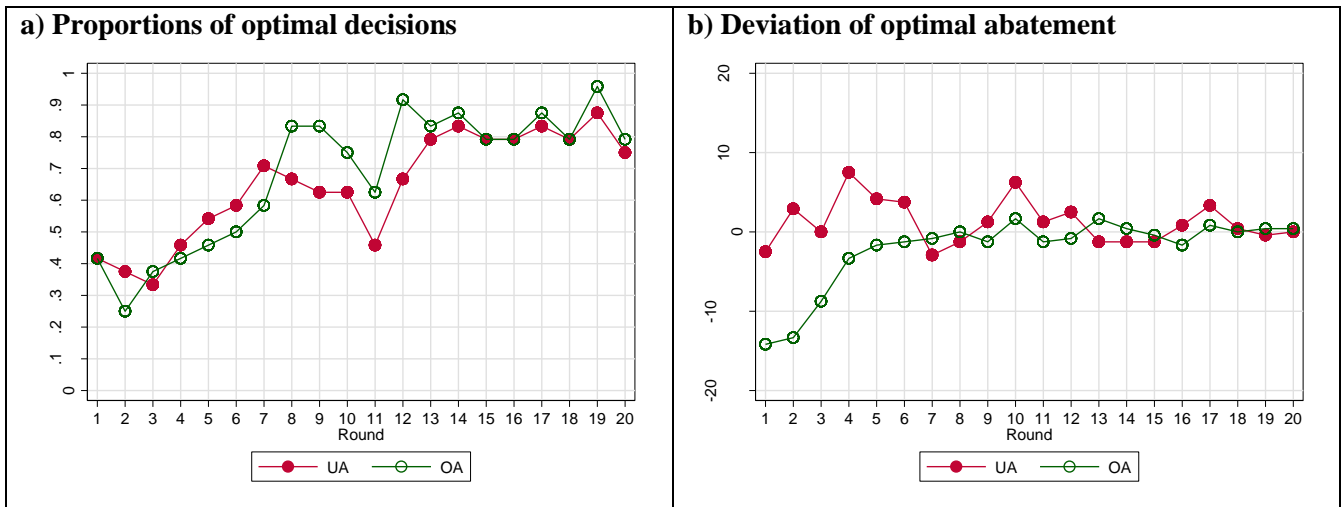 a) Proportions of optimal decisions
1
.9
.8
.7
.6
.5
.4
.3
.2
.1
0
1 2 3 4 5 6 7 8 9 10 11 12 13 14 15 16 17 18 19 20
Round
UA OA
b) Deviation of optimal abatement
20
10
0
-10
-20
1 2 3 4 5 6 7 8 9 10 11 12 13 14 15 16 17 18 19 20
Round
UA OA